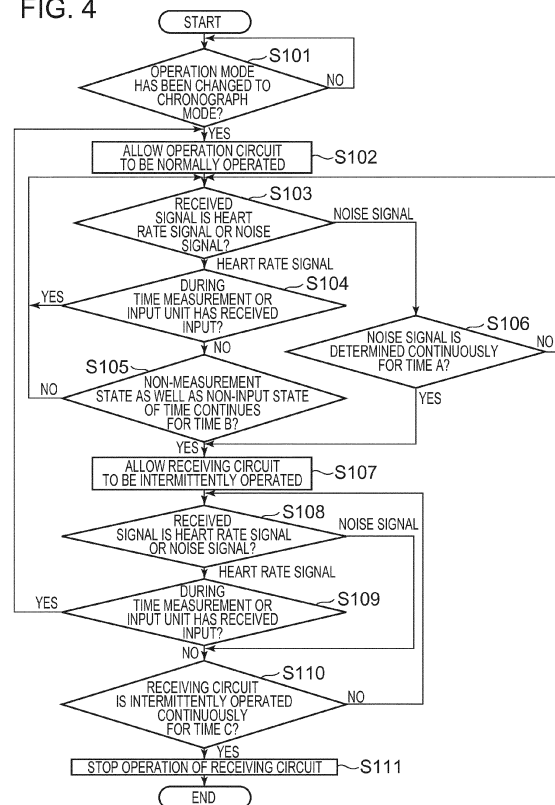 FIG. 4
START
S101
OPERATION MODE
HAS BEEN CHANGED TO
CHRONOGRAPH
MODE?
NO
YES
ALLOW OPERATION CIRCUIT
TO BE NORMALLY OPERATED
S102
S103
RECEIVED
SIGNAL IS HEART
RATE SIGNAL OR NOISE
SIGNAL?
NOISE SIGNAL
HEART RATE SIGNAL
S104
DURING
TIME MEASUREMENT OR
INPUT UNIT HAS RECEIVED
INPUT?
YES
NO
S106
NOISE SIGNAL IS
DETERMINED CONTINUOUSLY
FOR TIME A?
NO
YES
S105
NON-MEASUREMENT
STATE AS WELL AS NON-INPUT STATE
OF TIME CONTINUES
FOR TIME B?
NO
YES
ALLOW RECEIVING CIRCUIT
TO BE INTERMITTENTLY OPERATED
S107
S108
RECEIVED
SIGNAL IS HEART RATE SIGNAL
OR NOISE SIGNAL?
NOISE SIGNAL
HEART RATE SIGNAL
S109
DURING
TIME MEASUREMENT OR
INPUT UNIT HAS RECEIVED
INPUT?
YES
NO
S110
RECEIVING CIRCUIT
IS INTERMITTENTLY OPERATED
CONTINUOUSLY
FOR TIME C?
NO
YES
STOP OPERATION OF RECEIVING CIRCUIT
S111
END